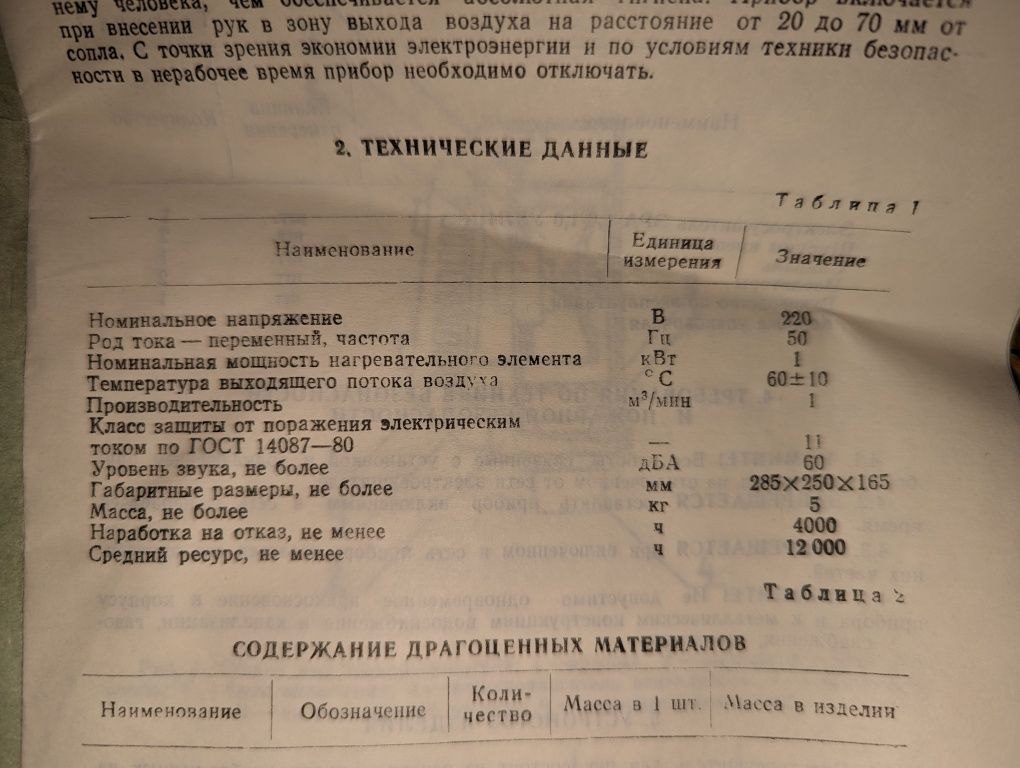 нему человека, чем обеспечивается абсолютная гигиена. Прибор включается
при внесении рук в зону выхода воздуха на расстояние от 20 до 70 мм от
сопла. С точки зрения экономии электроэнергии и по условиям техники безопас-
ности в нерабочее время прибор необходимо отключать.
2. ТЕХНИЧЕСКИЕ ДАННЫЕ
Таблица 1
Наименование Единица измерения Значение
Номинальное напряжение В 220
Род тока — переменный, частота Гц 50
Номинальная мощность нагревательного элемента кВт 1
Температура выходящего потока воздуха °С 60±10
Производительность м³/мин 1
Класс защиты от поражения электрическим
током по ГОСТ 14087—80 — 11
Уровень звука, не более дБА 60
Габаритные размеры, не более мм 285×250×165
Масса, не более кг 5
Наработка на отказ, не менее ч 4000
Средний ресурс, не менее ч 12 000
Таблица 2
СОДЕРЖАНИЕ ДРАГОЦЕННЫХ МАТЕРИАЛОВ
Наименование Обозначение Коли-чество Масса в 1 шт. Масса в изделии